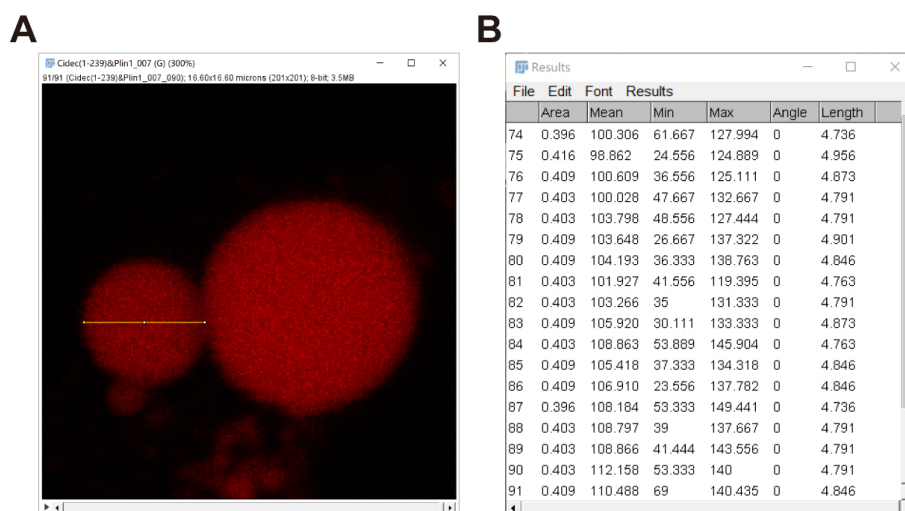 A
B
Cidec(1-239)&Plin1_007 (G) (300%)
91/91 (Cidec(1-239)&Plin1_007_090); 16.60x16.60 microns (201x201); 8-bit; 3.5MB
Results
File Edit Font Results
Area Mean Min Max Angle Length
74 0.396 100.306 61.667 127.994 0 4.736
75 0.416 98.862 24.556 124.889 0 4.956
76 0.409 100.609 36.556 125.111 0 4.873
77 0.403 100.028 47.667 132.667 0 4.791
78 0.403 103.798 48.556 127.444 0 4.791
79 0.409 103.648 26.667 137.322 0 4.901
80 0.409 104.193 36.333 138.763 0 4.846
81 0.403 101.927 41.556 119.395 0 4.763
82 0.403 103.266 35 131.333 0 4.791
83 0.409 105.920 30.111 133.333 0 4.873
84 0.403 108.863 53.889 145.904 0 4.763
85 0.409 105.418 37.333 134.318 0 4.846
86 0.409 106.910 23.556 137.782 0 4.846
87 0.396 108.184 53.333 149.441 0 4.736
88 0.403 108.797 39 137.667 0 4.791
89 0.403 108.866 41.444 143.556 0 4.791
90 0.403 112.158 53.333 140 0 4.791
91 0.409 110.488 69 140.435 0 4.846